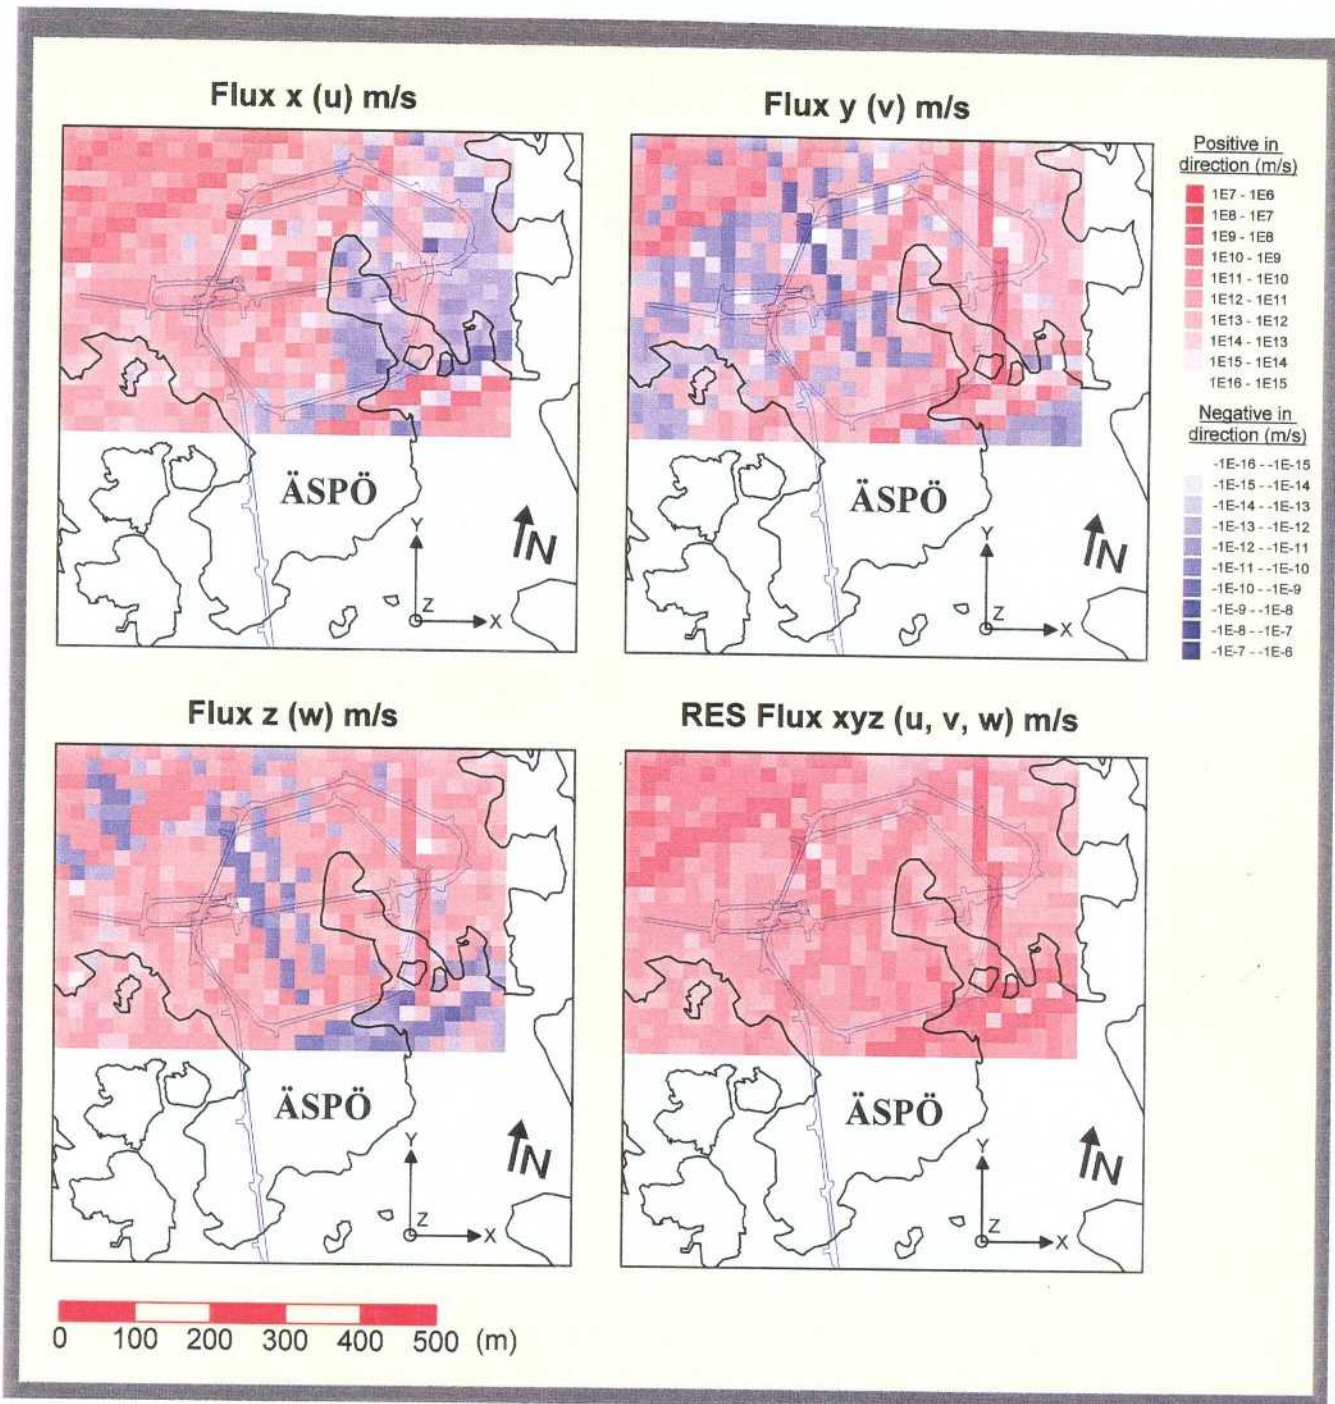 Flux x (u) m/s
Flux y (v) m/s
ÄSPÖ
Y
Z
X
N
ÄSPÖ
Y
Z
X
N
Positive in
direction (m/s)
1E7 - 1E6
1E8 - 1E7
1E9 - 1E8
1E10 - 1E9
1E11 - 1E10
1E12 - 1E11
1E13 - 1E12
1E14 - 1E13
1E15 - 1E14
1E16 - 1E15
Negative in
direction (m/s)
-1E-16 - -1E-15
-1E-15 - -1E-14
-1E-14 - -1E-13
-1E-13 - -1E-12
-1E-12 - -1E-11
-1E-11 - -1E-10
-1E-10 - -1E-9
-1E-9 - -1E-8
-1E-8 - -1E-7
-1E-7 - -1E-6
Flux z (w) m/s
RES Flux xyz (u, v, w) m/s
ÄSPÖ
Y
Z
X
N
ÄSPÖ
Y
Z
X
N
0 100 200 300 400 500 (m)